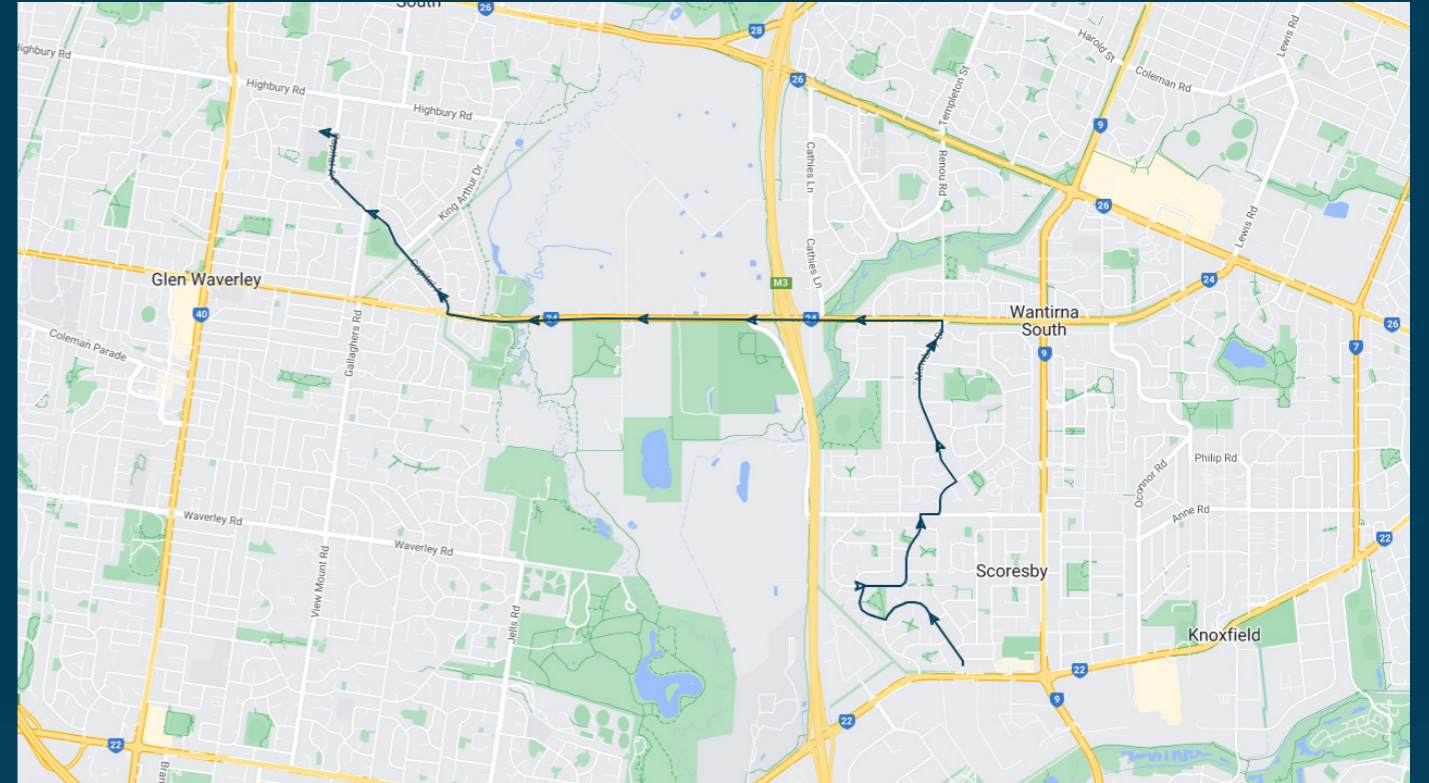 South
26
28
Lewis Rd
Harold St
Highbury Rd
26
Coleman Rd
Highbury Rd
Templeton St
Highbury Rd
9
Cathies Ln
Renou Rd
King Arthur Dr
26
Lewis Rd
Cathies Ln
Glen Waverley
M3
24
40
24
24
Wantirna
South
26
Coleman Parade
Gallaghers Rd
9
7
Philip Rd
Oconnor Rd
Anne Rd
Waverley Rd
22
Waverley Rd
View Mount Rd
Scoresby
Jells Rd
Knoxfield
22
9
22
22